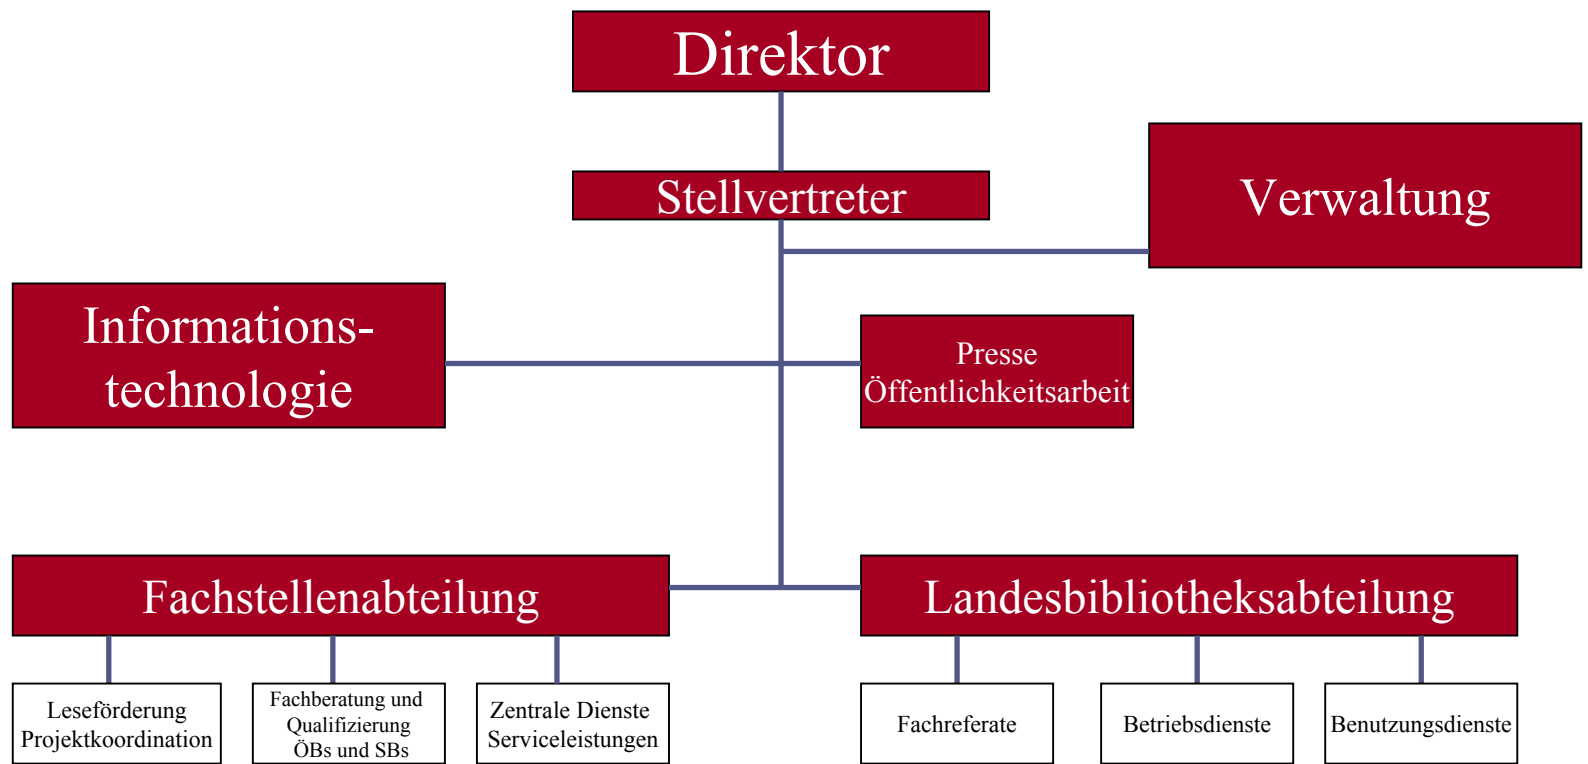 Direktor
Stellvertreter
Verwaltung
Informations-
technologie
Presse
Öffentlichkeitsarbeit
Fachstellenabteilung
Landesbibliotheksabteilung
Leseförderung
Projektkoordination
Fachberatung und
Qualifizierung
ÖBs und SBs
Zentrale Dienste
Serviceleistungen
Fachreferate
Betriebsdienste
Benutzungsdienste